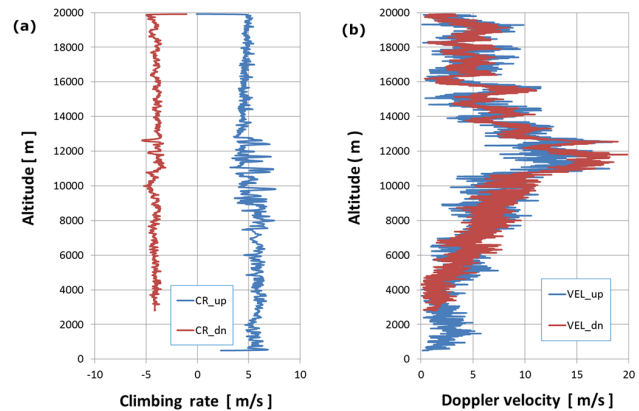 (a)
20000
18000
16000
14000
12000
10000
8000
6000
4000
2000
0
Altitude [ m ]
CR_up
CR_dn
-10 -5 0 5 10
Climbing rate [ m/s ]
(b)
20000
18000
16000
14000
12000
10000
8000
6000
4000
2000
0
Altitude ( m )
VEL_up
VEL_dn
0 5 10 15 20
Doppler velocity [ m/s ]